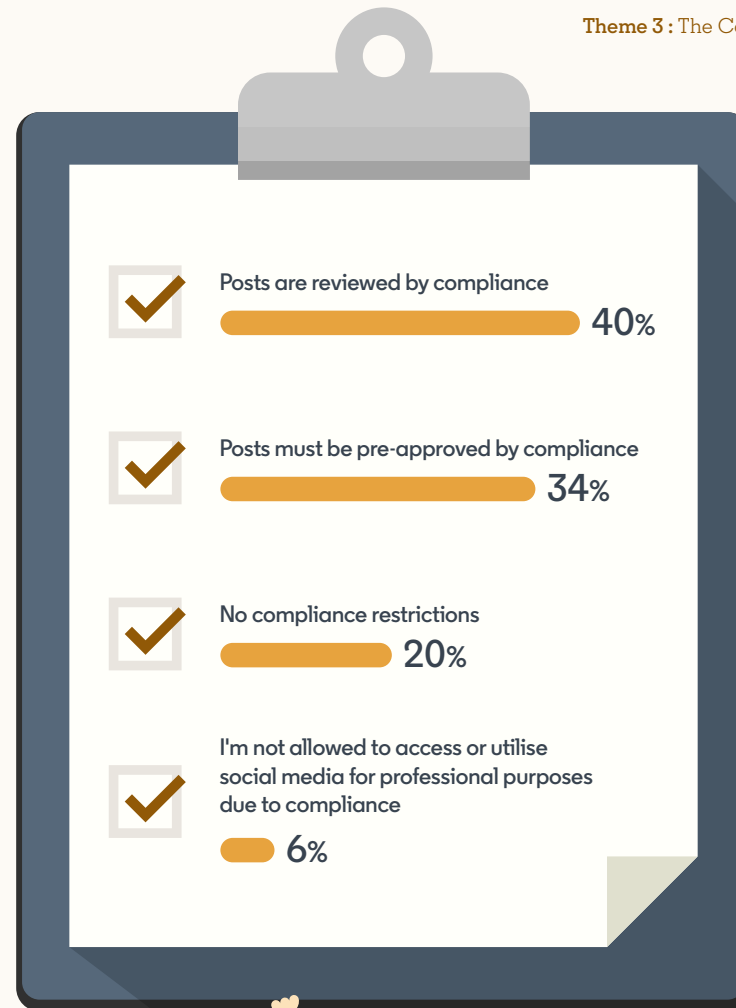 Theme 3 : The
Posts are reviewed by compliance
40%
Posts must be pre-approved by compliance
34%
No compliance restrictions
20%
I'm not allowed to access or utilise
social media for professional purposes
due to compliance
6%